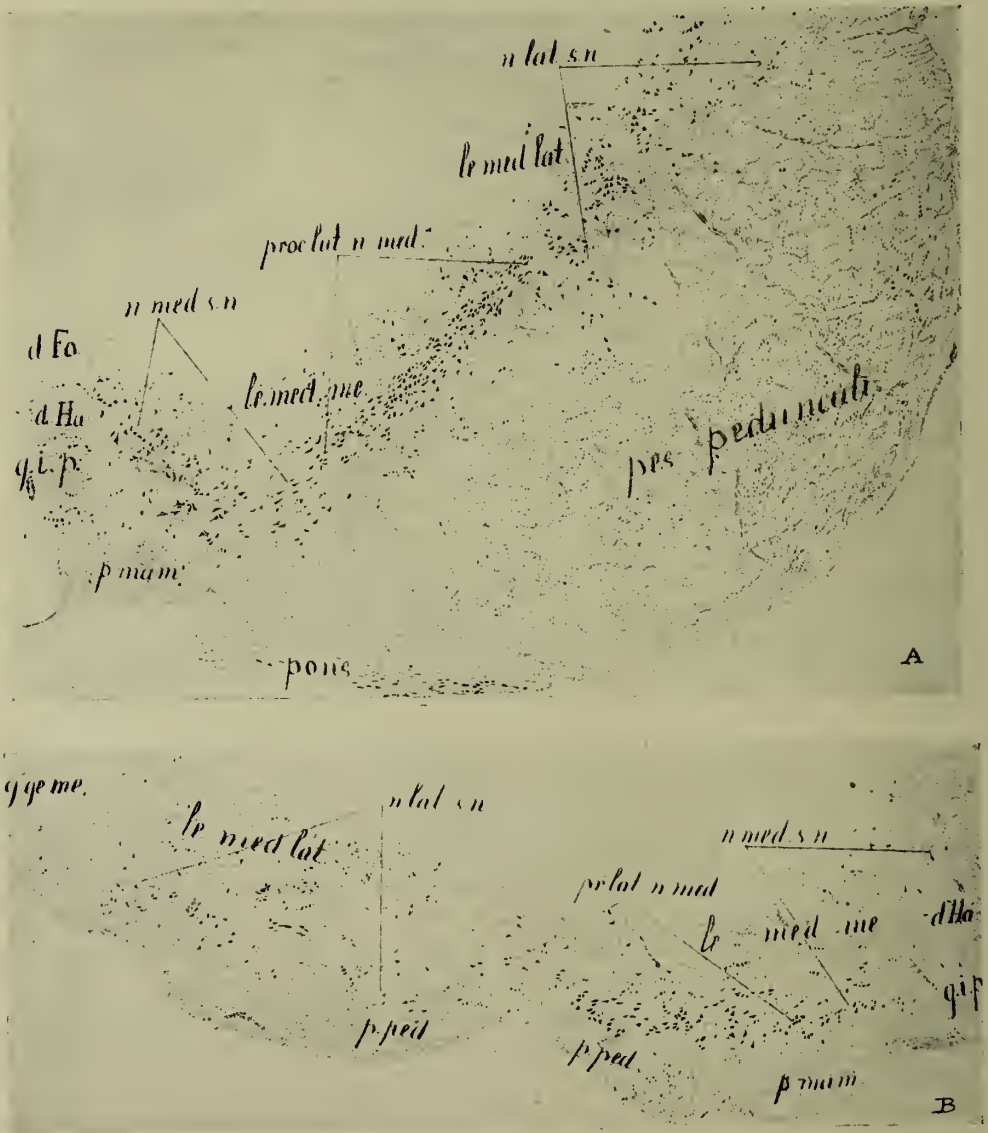 n lat s.n
le med lat.
proc lat n med.
n med s.n
d Fo.
le.med. me
d.Ha
g.i.p.
pes pedunculi
p mam.
pons
A
g ge me.
n lat s n
le med lat.
n med. s n
pr lat n med
le med me
d Ha
g.i.p
p.ped
p ped.
p mam.
B